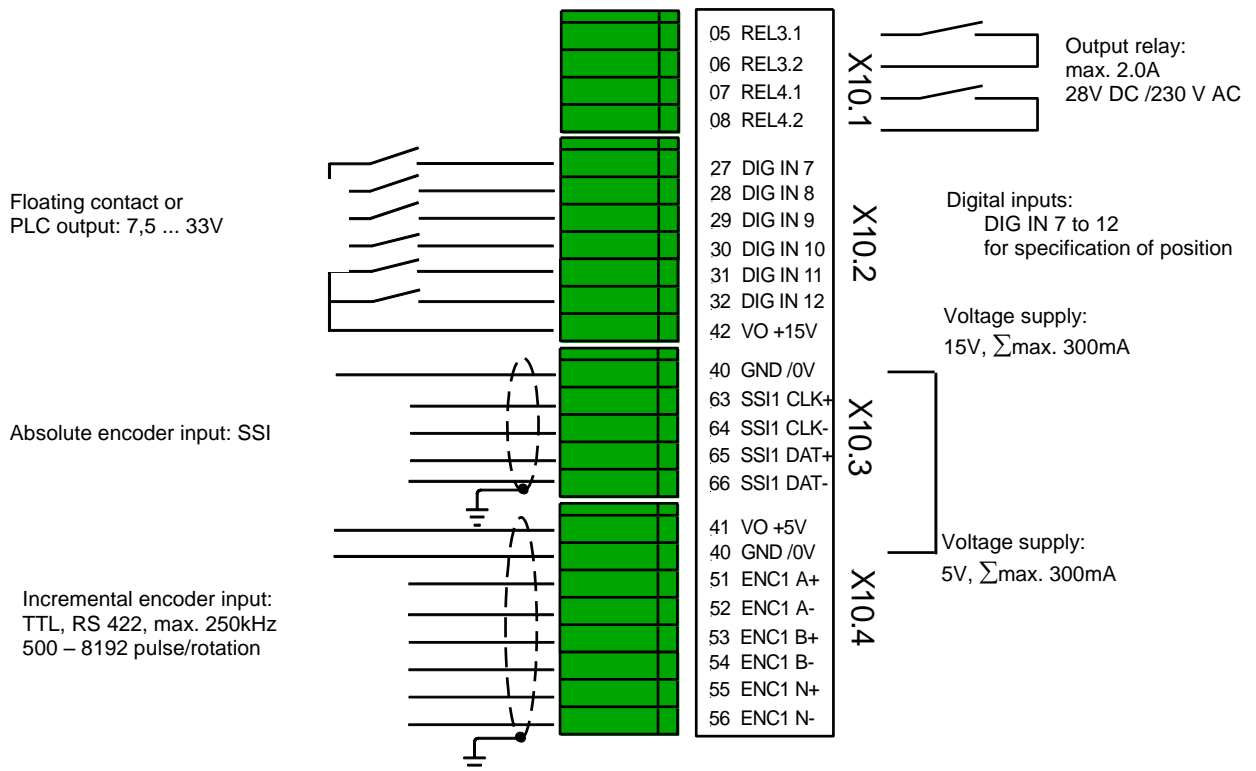 05 REL3.1
06 REL3.2
07 REL4.1
08 REL4.2
X10.1
Output relay:
max. 2.0A
28V DC /230 V AC
Floating contact or
PLC output: 7,5 ... 33V
27 DIG IN 7
28 DIG IN 8
29 DIG IN 9
30 DIG IN 10
31 DIG IN 11
32 DIG IN 12
42 VO +15V
X10.2
Digital inputs:
DIG IN 7 to 12
for specification of position
Voltage supply:
15V, ∑max. 300mA
Absolute encoder input: SSI
40 GND /0V
63 SSI1 CLK+
64 SSI1 CLK-
65 SSI1 DAT+
66 SSI1 DAT-
X10.3
Incremental encoder input:
TTL, RS 422, max. 250kHz
500 – 8192 pulse/rotation
41 VO +5V
40 GND /0V
51 ENC1 A+
52 ENC1 A-
53 ENC1 B+
54 ENC1 B-
55 ENC1 N+
56 ENC1 N-
X10.4
Voltage supply:
5V, ∑max. 300mA